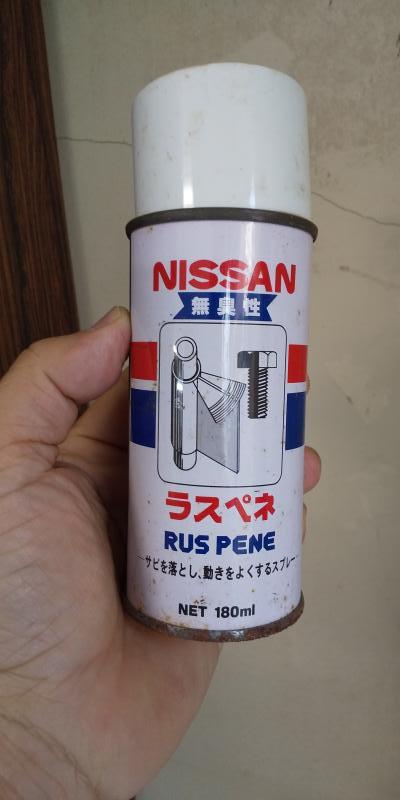 NISSAN
無臭性
ラスペネ
RUS PENE
サビを落とし、動きをよくするスプレー
NET 180ml